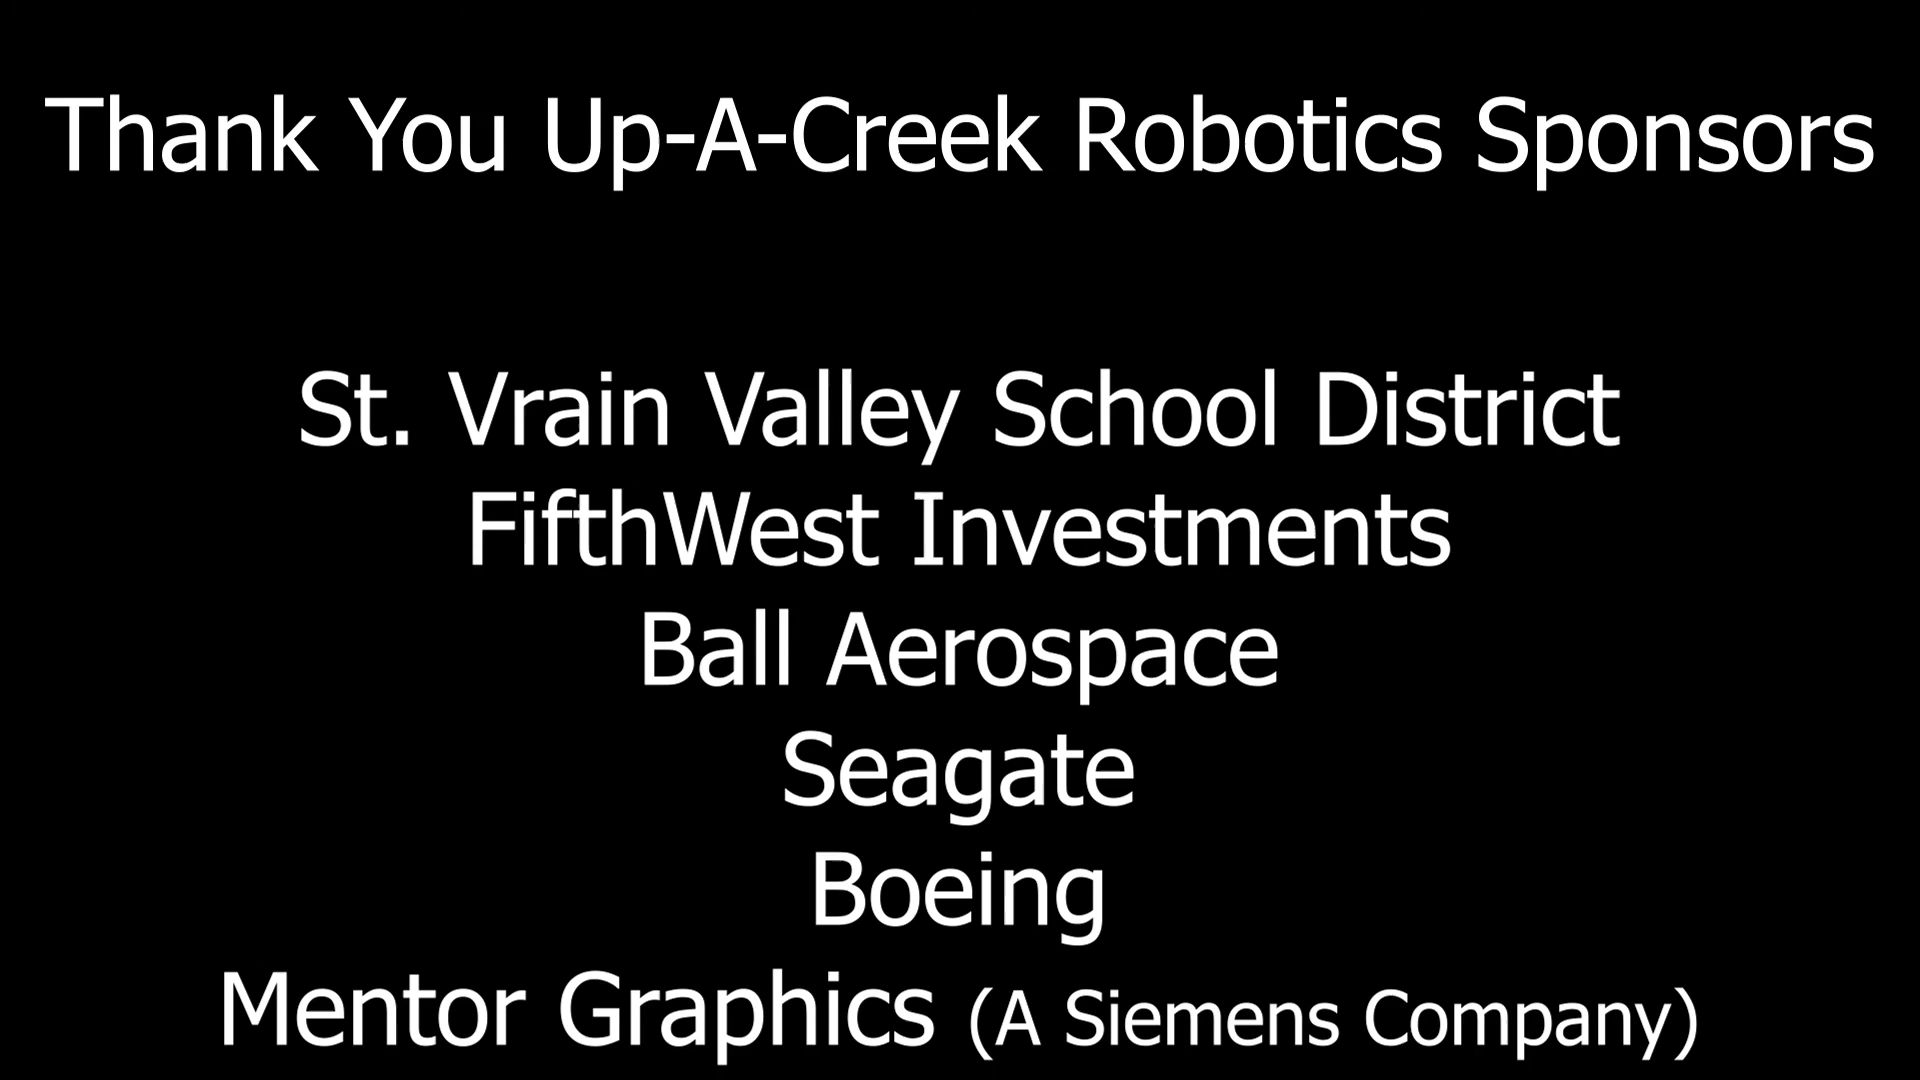 Thank You Up-A-Creek Robotics Sponsors
St. Vrain Valley School District
FifthWest Investments
Ball Aerospace
Seagate
Boeing
Mentor Graphics (A Siemens Company)